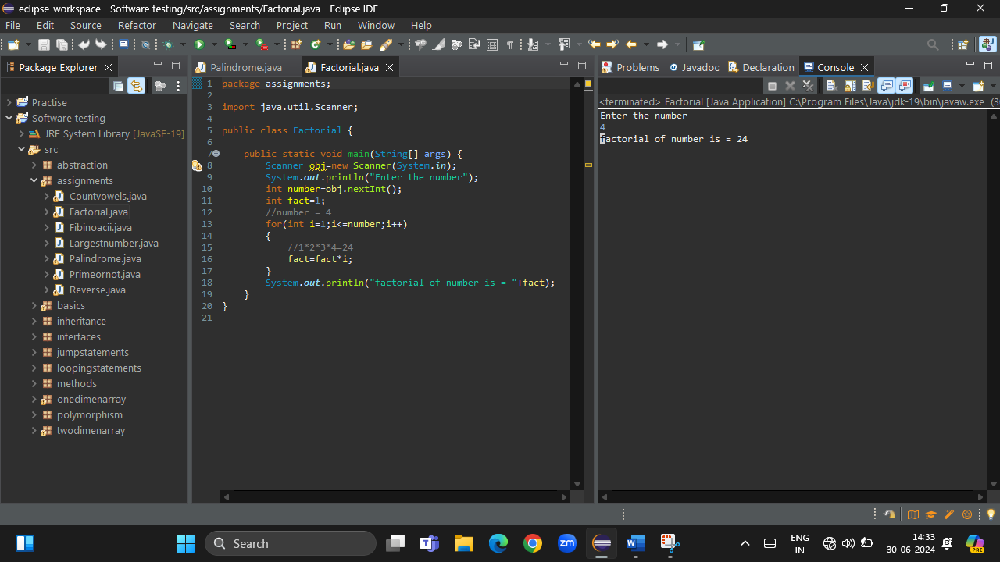 eclipse-workspace - Software testing/src/assignments/Factorial.java - Eclipse IDE
File Edit Source Refactor Navigate Search Project Run Window Help
Package Explorer
Practise
Software testing
JRE System Library [JavaSE-19]
src
abstraction
assignments
Countvowels.java
Factorial.java
Fibinoacii.java
Largestnumber.java
Palindrome.java
Primeornot.java
Reverse.java
basics
inheritance
interfaces
jumpstatements
loopingstatements
methods
onedimenarray
polymorphism
twodimenarray
Palindrome.java Factorial.java
1 package assignments;
2
3 import java.util.Scanner;
4
5 public class Factorial {
6
7 public static void main(String[] args) {
8 Scanner obj=new Scanner(System.in);
9 System.out.println("Enter the number");
10 int number=obj.nextInt();
11 int fact=1;
12 //number = 4
13 for(int i=1;i<=number;i++)
14 {
15 //1*2*3*4=24
16 fact=fact*i;
17 }
18 System.out.println("factorial of number is = "+fact);
19 }
20 }
21
Problems @ Javadoc Declaration Console
<terminated> Factorial [Java Application] C:\Program Files\Java\jdk-19\bin\javaw.exe (3
Enter the number
4
factorial of number is = 24
Search
zm
ENG
IN
14:33
30-06-2024
PRE